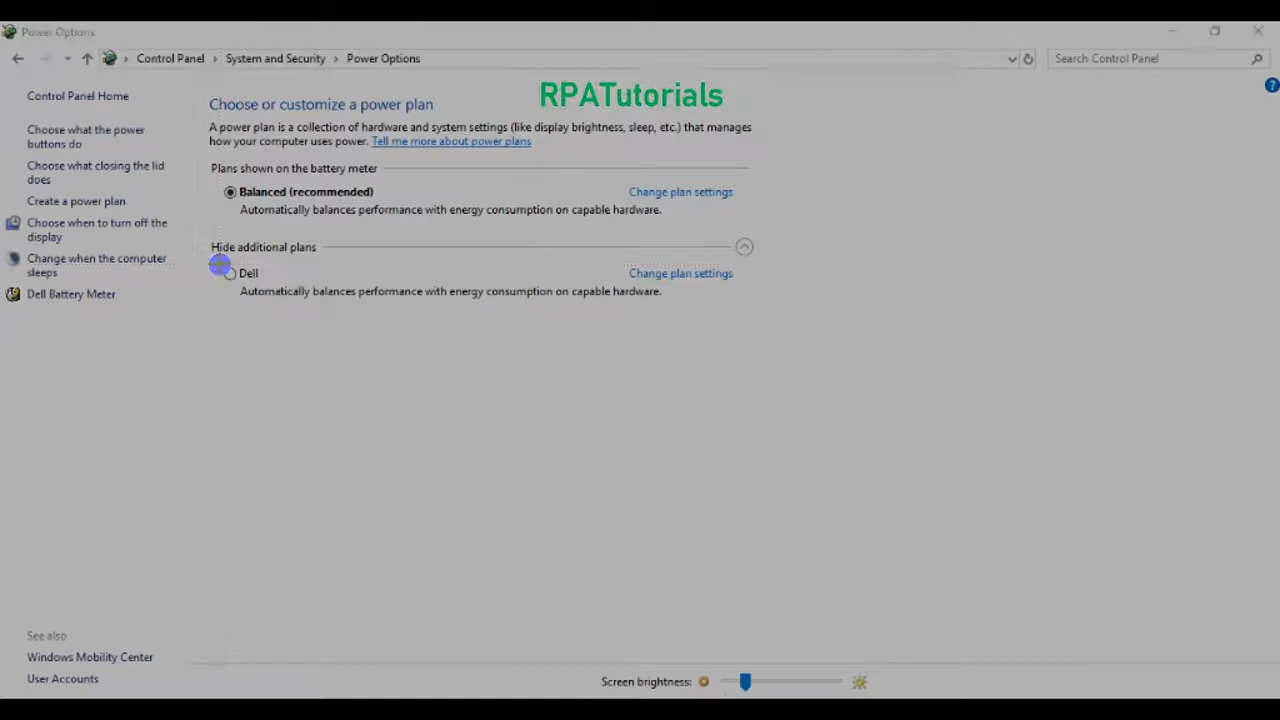 Power Options
Control Panel › System and Security › Power Options
Search Control Panel
RPATutorials
Control Panel Home
Choose what the power
buttons do
Choose what closing the lid
does
Create a power plan
Choose when to turn off the
display
Change when the computer
sleeps
Dell Battery Meter
Choose or customize a power plan
A power plan is a collection of hardware and system settings (like display brightness, sleep, etc.) that manages
how your computer uses power. Tell me more about power plans
Plans shown on the battery meter
Balanced (recommended) Change plan settings
Automatically balances performance with energy consumption on capable hardware.
Hide additional plans
Dell Change plan settings
Automatically balances performance with energy consumption on capable hardware.
See also
Windows Mobility Center
User Accounts
Screen brightness: